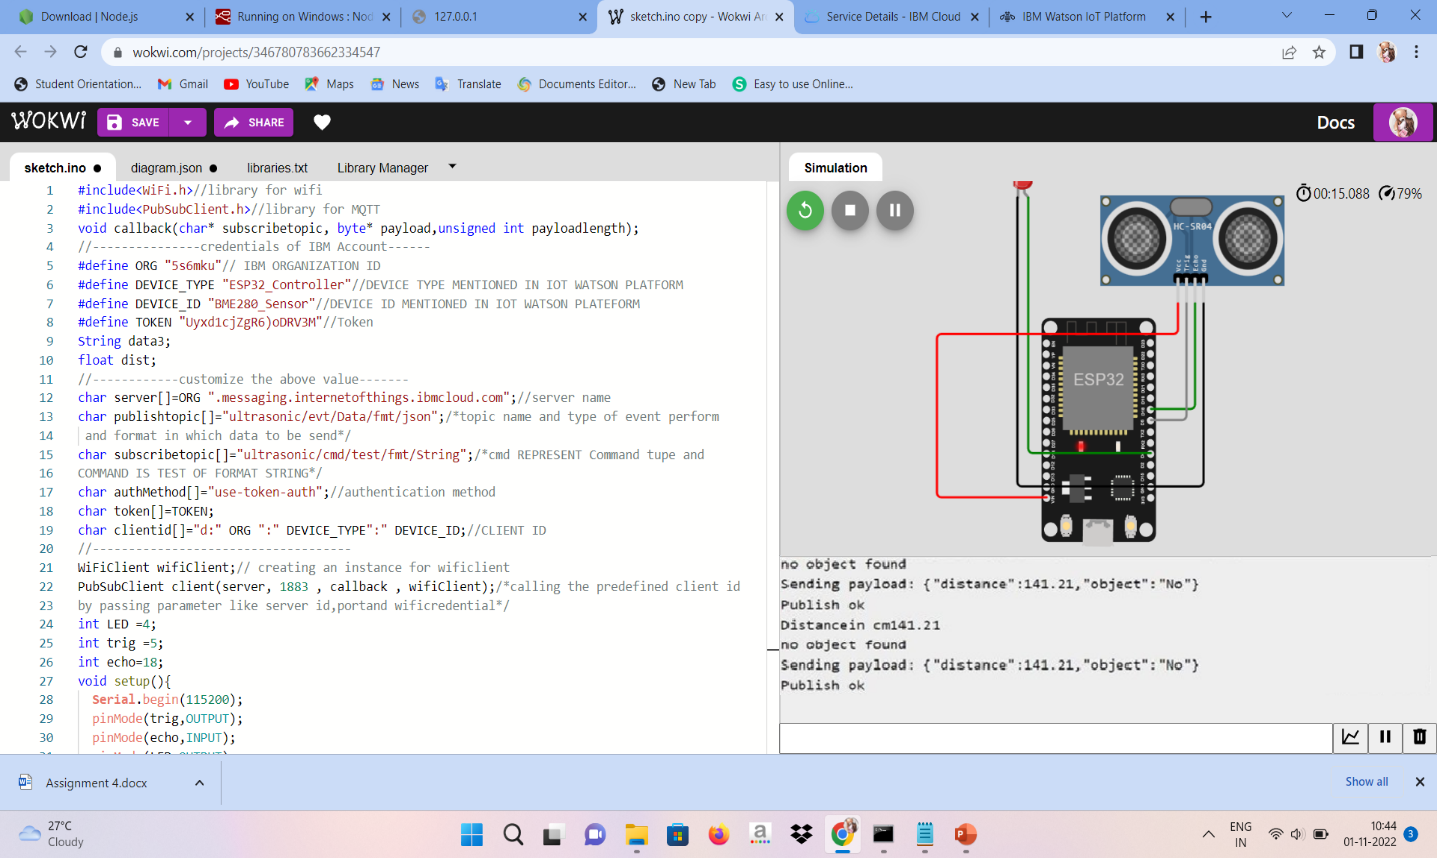 Download | Node.js
Running on Windows : Nod
127.0.0.1
sketch.ino copy - Wokwi Ar
Service Details - IBM Cloud
IBM Watson IoT Platform
wokwi.com/projects/346780783662334547
Student Orientation...
Gmail
YouTube
Maps
News
Translate
Documents Editor...
New Tab
Easy to use Online...
WOKWI
SAVE
SHARE
Docs
sketch.ino
diagram.json
libraries.txt
Library Manager
Simulation
1 #include<WiFi.h>//library for wifi
2 #include<PubSubClient.h>//library for MQTT
3 void callback(char* subscribetopic, byte* payload,unsigned int payloadlength);
4 //---------------credentials of IBM Account------
5 #define ORG "5s6mku"// IBM ORGANIZATION ID
6 #define DEVICE_TYPE "ESP32_Controller"//DEVICE TYPE MENTIONED IN IOT WATSON PLATFORM
7 #define DEVICE_ID "BME280_Sensor"//DEVICE ID MENTIONED IN IOT WATSON PLATEFORM
8 #define TOKEN "Uyxd1cjZgR6)oDRV3M"//Token
9 String data3;
10 float dist;
11 //------------customize the above value-------
12 char server[]=ORG ".messaging.internetofthings.ibmcloud.com";//server name
13 char publishtopic[]="ultrasonic/evt/Data/fmt/json";/*topic name and type of event perform
14 and format in which data to be send*/
15 char subscribetopic[]="ultrasonic/cmd/test/fmt/String";/*cmd REPRESENT Command tupe and
16 COMMAND IS TEST OF FORMAT STRING*/
17 char authMethod[]="use-token-auth";//authentication method
18 char token[]=TOKEN;
19 char clientid[]="d:" ORG ":" DEVICE_TYPE":" DEVICE_ID;//CLIENT ID
20 //------------------------------------
21 WiFiClient wifiClient;// creating an instance for wificlient
22 PubSubClient client(server, 1883 , callback , wifiClient);/*calling the predefined client id
23 by passing parameter like server id,portand wificredential*/
24 int LED =4;
25 int trig =5;
26 int echo=18;
27 void setup(){
28 Serial.begin(115200);
29 pinMode(trig,OUTPUT);
30 pinMode(echo,INPUT);
00:15.088
79%
HC-SR04
Vcc
Trig
Echo
Gnd
ESP32
no object found
Sending payload: {"distance":141.21,"object":"No"}
Publish ok
Distancein cm141.21
no object found
Sending payload: {"distance":141.21,"object":"No"}
Publish ok
Assignment 4.docx
Show all
27°C
Cloudy
ENG
IN
10:44
01-11-2022
3